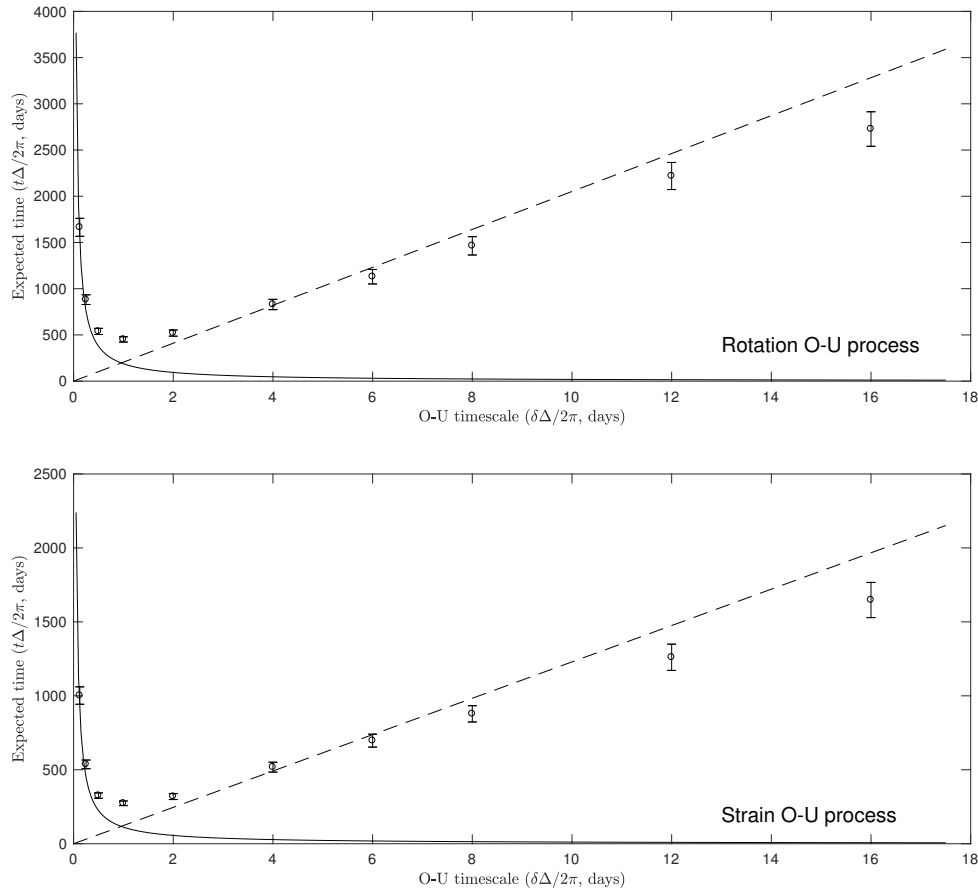 4000
3500
3000
2500
2000
1500
1000
500
0
Expected time (tΔ/2π, days)
Rotation O-U process
0 2 4 6 8 10 12 14 16 18
O-U timescale (δΔ/2π, days)
2500
2000
1500
1000
500
0
Expected time (tΔ/2π, days)
Strain O-U process
0 2 4 6 8 10 12 14 16 18
O-U timescale (δΔ/2π, days)